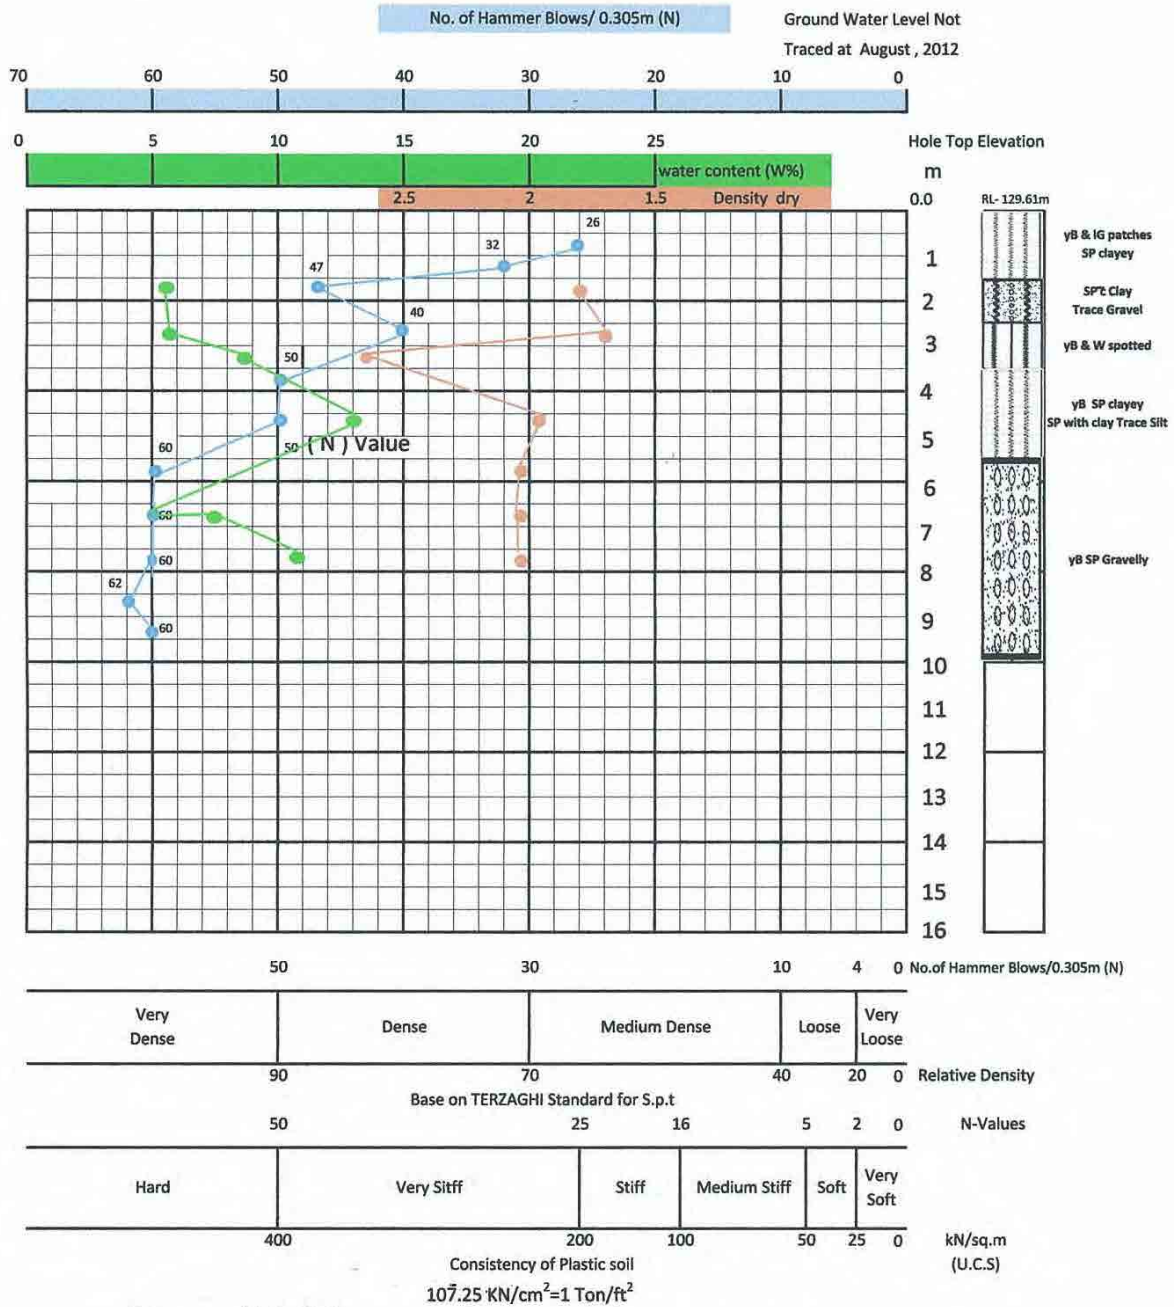 No. of Hammer Blows/ 0.305m (N)
Ground Water Level Not
Traced at August , 2012
70 60 50 40 30 20 10 0
0 5 10 15 20 25 Hole Top Elevation
water content (W%) m
2.5 2 1.5 Density dry 0.0 RL- 129.61m
26
yB & IG patches
SP clayey
32
1
47
SP't Clay
Trace Gravel
2
40
3
yB & W spotted
50
4
yB SP clayey
SP with clay Trace Silt
5
60 50 ( N ) Value
6
60
7
60
yB SP Gravelly
8
62
9
60
10
11
12
13
14
15
16
50 30 10 4 0 No.of Hammer Blows/0.305m (N)
Very
Dense
Dense
Medium Dense
Loose
Very
Loose
90 70 40 20 0 Relative Density
Base on TERZAGHI Standard for S.p.t
50 25 16 5 2 0 N-Values
Hard
Very Sitff
Stiff
Medium Stiff
Soft
Very
Soft
400 200 100 50 25 0 kN/sq.m
(U.C.S)
Consistency of Plastic soil
107.25 KN/cm²=1 Ton/ft²